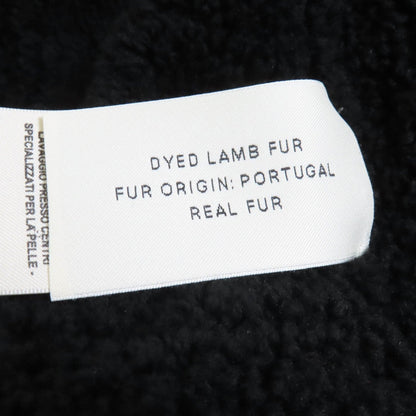 DYED LAMB FUR
FUR ORIGIN: PORTUGAL
REAL FUR
LAVAGGIO PRESSO CENTRI
SPECIALIZZATI PER LA PELLE -